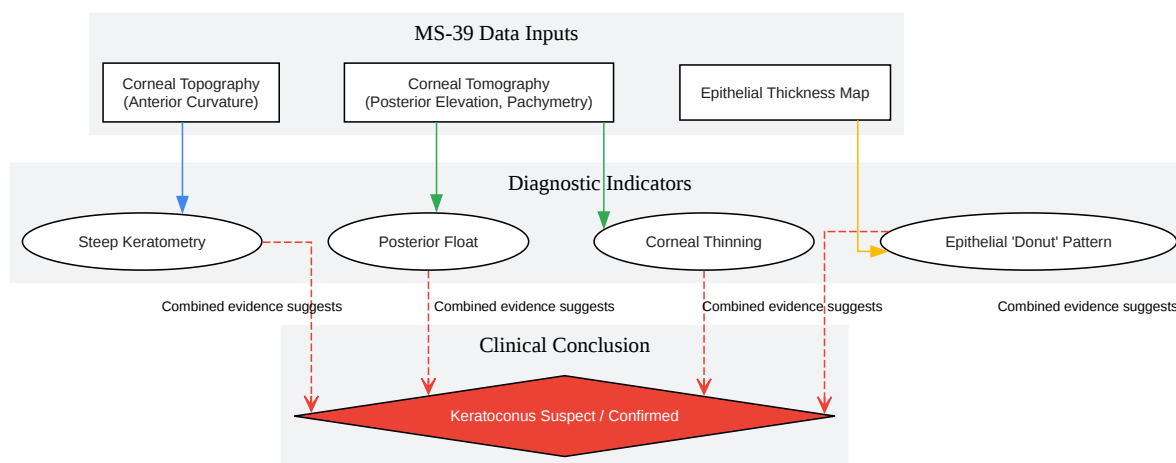 MS-39 Data Inputs
Corneal Topography
(Anterior Curvature)
Corneal Tomography
(Posterior Elevation, Pachymetry)
Epithelial Thickness Map
Diagnostic Indicators
Steep Keratometry
Posterior Float
Corneal Thinning
Epithelial 'Donut' Pattern
Combined evidence suggests
Combined evidence suggests
Combined evidence suggests
Combined evidence suggests
Clinical Conclusion
Keratoconus Suspect / Confirmed